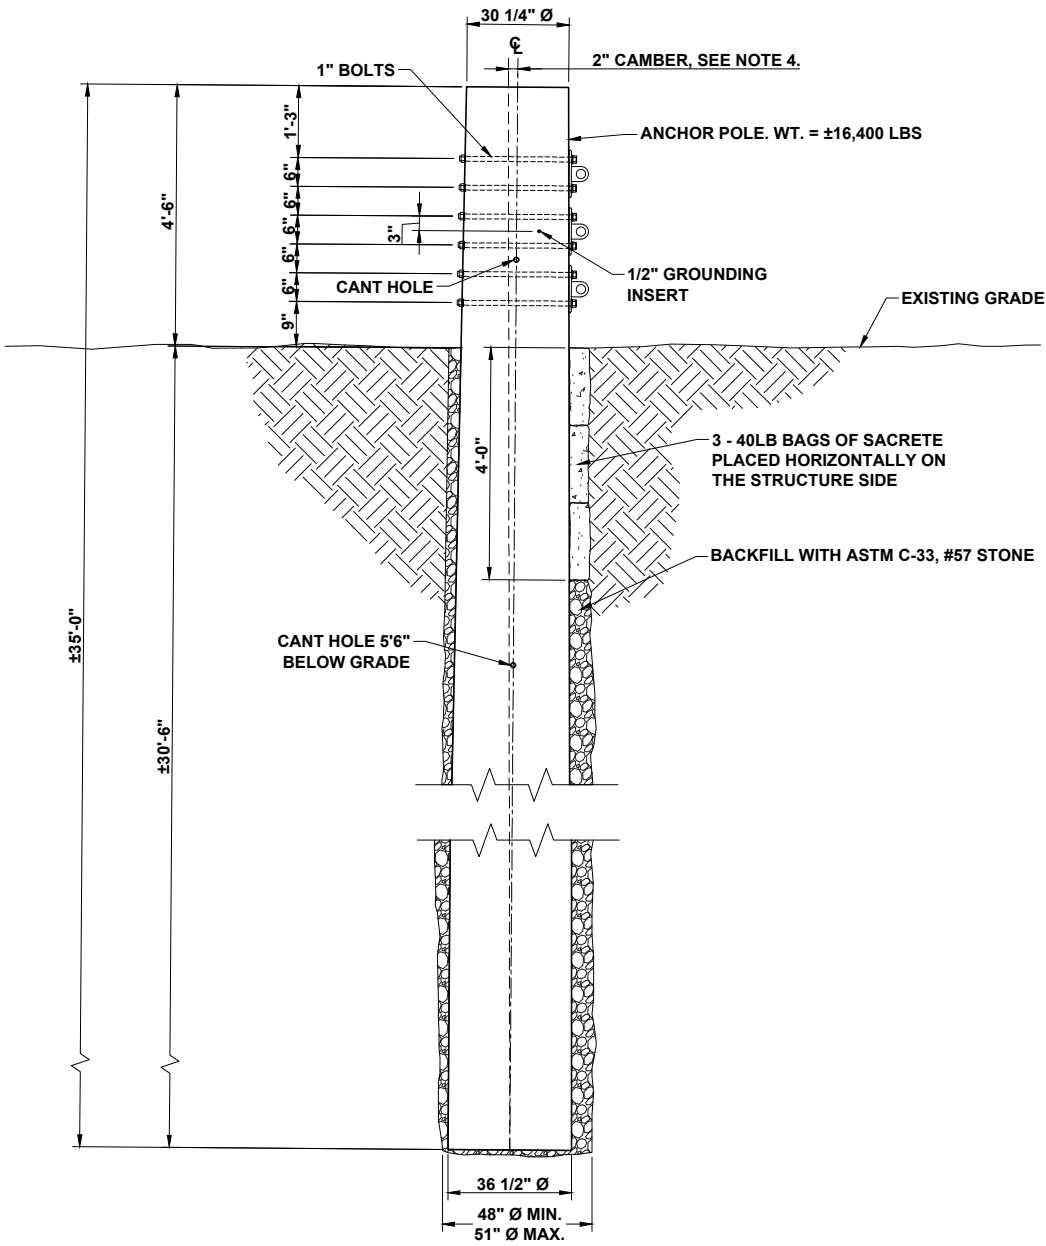 30 1/4" Ø
℄
2" CAMBER, SEE NOTE 4.
1" BOLTS
1'-3"
ANCHOR POLE. WT. = ±16,400 LBS
6"
6"
4'-6"
6"
3"
6"
6"
9"
CANT HOLE
1/2" GROUNDING
INSERT
EXISTING GRADE
4'-0"
3 - 40LB BAGS OF SACRETE
PLACED HORIZONTALLY ON
THE STRUCTURE SIDE
BACKFILL WITH ASTM C-33, #57 STONE
±35'-0"
CANT HOLE 5'6"
BELOW GRADE
±30'-6"
36 1/2" Ø
48" Ø MIN.
51" Ø MAX.